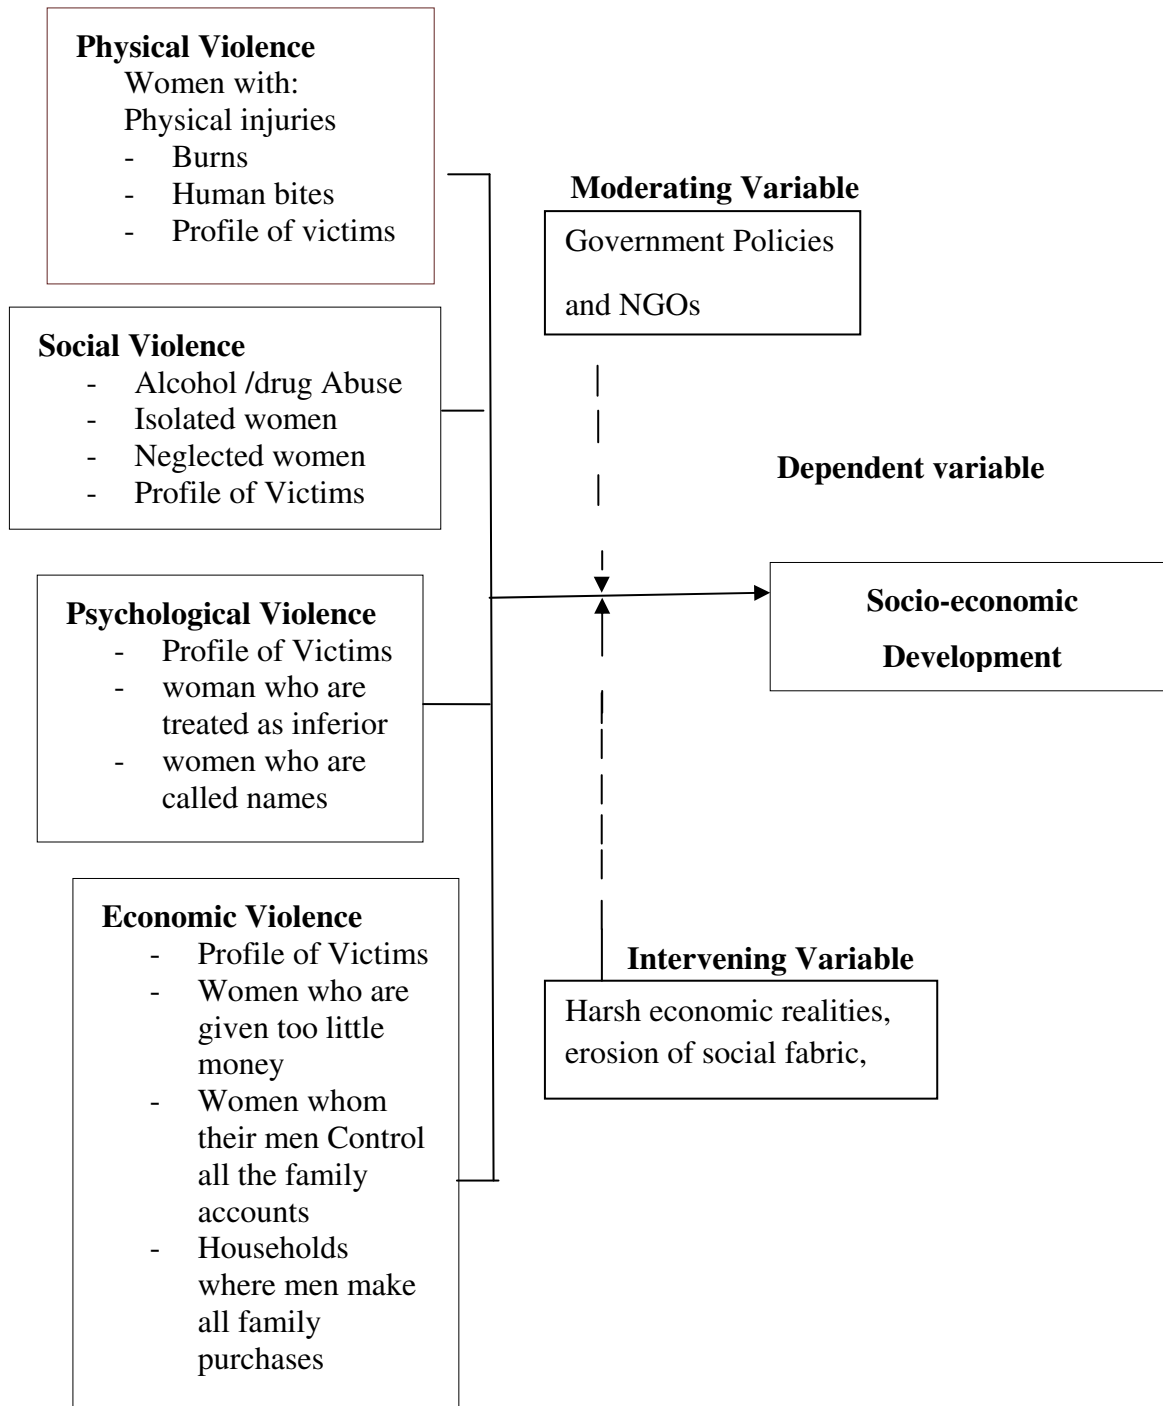 Physical Violence
Women with:
Physical injuries
- Burns
- Human bites
- Profile of victims
Social Violence
- Alcohol /drug Abuse
- Isolated women
- Neglected women
- Profile of Victims
Psychological Violence
- Profile of Victims
- woman who are
treated as inferior
- women who are
called names
Economic Violence
- Profile of Victims
- Women who are
given too little
money
- Women whom
their men Control
all the family
accounts
- Households
where men make
all family
purchases
Moderating Variable
Government Policies
and NGOs
Dependent variable
Socio-economic
Development
Intervening Variable
Harsh economic realities,
erosion of social fabric,